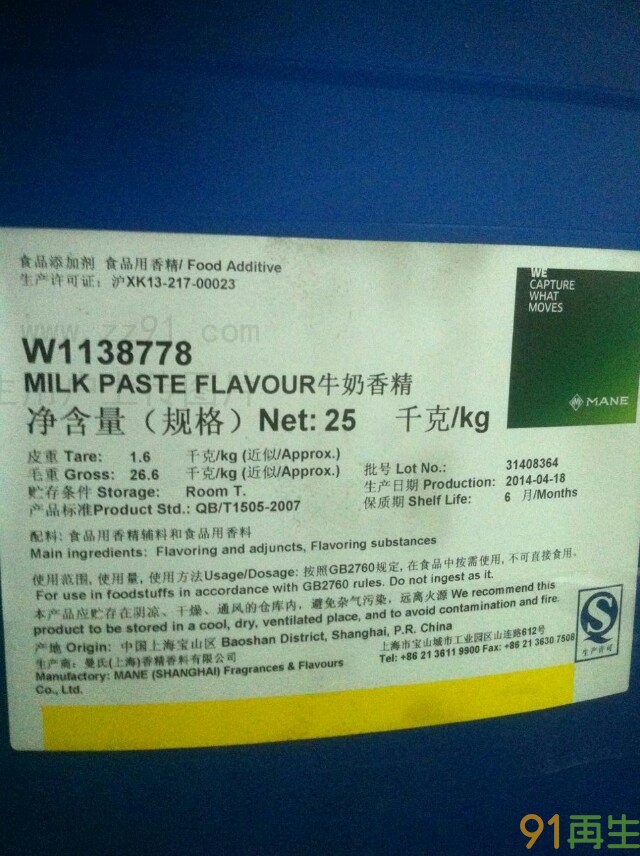 食品添加剂 食品用香精/ Food Additive
生产许可证：沪XK13-217-00023
WE
CAPTURE
WHAT
MOVES
MANE
www.zz91.com
W1138778
MILK PASTE FLAVOUR牛奶香精
净含量（规格）Net: 25 千克/kg
皮重 Tare: 1.6 千克/kg (近似/Approx.)
毛重 Gross: 26.6 千克/kg (近似/Approx.)
贮存条件 Storage: Room T.
产品标准Product Std.: QB/T1505-2007
批号 Lot No.: 31408364
生产日期 Production: 2014-04-18
保质期 Shelf Life: 6 月/Months
配料: 食品用香精辅料和食品用香料
Main ingredients: Flavoring and adjuncts, Flavoring substances
使用范围, 使用量, 使用方法Usage/Dosage: 按照GB2760规定, 在食品中按需使用, 不可直接食用。
For use in foodstuffs in accordance with GB2760 rules. Do not ingest as it.
本产品应贮存在阴凉、干燥、通风的仓库内, 避免杂气污染, 远离火源 We recommend this
product to be stored in a cool, dry, ventilated place, and to avoid contamination and fire.
产地 Origin: 中国上海宝山区 Baoshan District, Shanghai, P.R. China
生产商: 曼氏(上海)香精香料有限公司
Manufactory: MANE (SHANGHAI) Fragrances & Flavours
Co., Ltd.
上海市宝山城市工业园区山连路612号
Tel: +86 21 3611 9900 Fax: +86 21 3630 7508
生产许可
91再生